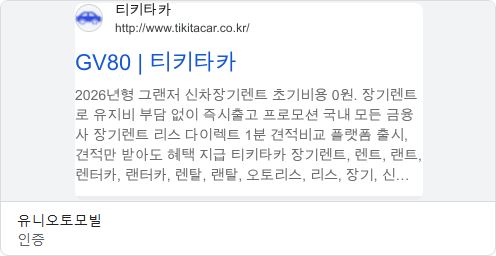 티키타카
http://www.tikitacar.co.kr/
GV80 | 티키타카
2026년형 그랜저 신차장기렌트 초기비용 0원. 장기렌트
로 유지비 부담 없이 즉시출고 프로모션 국내 모든 금융
사 장기렌트 리스 다이렉트 1분 견적비교 플랫폼 출시,
견적만 받아도 혜택 지급 티키타카 장기렌트, 렌트, 랜트,
렌터카, 랜터카, 렌탈, 랜탈, 오토리스, 리스, 장기, 신...
유니오토모빌
인증